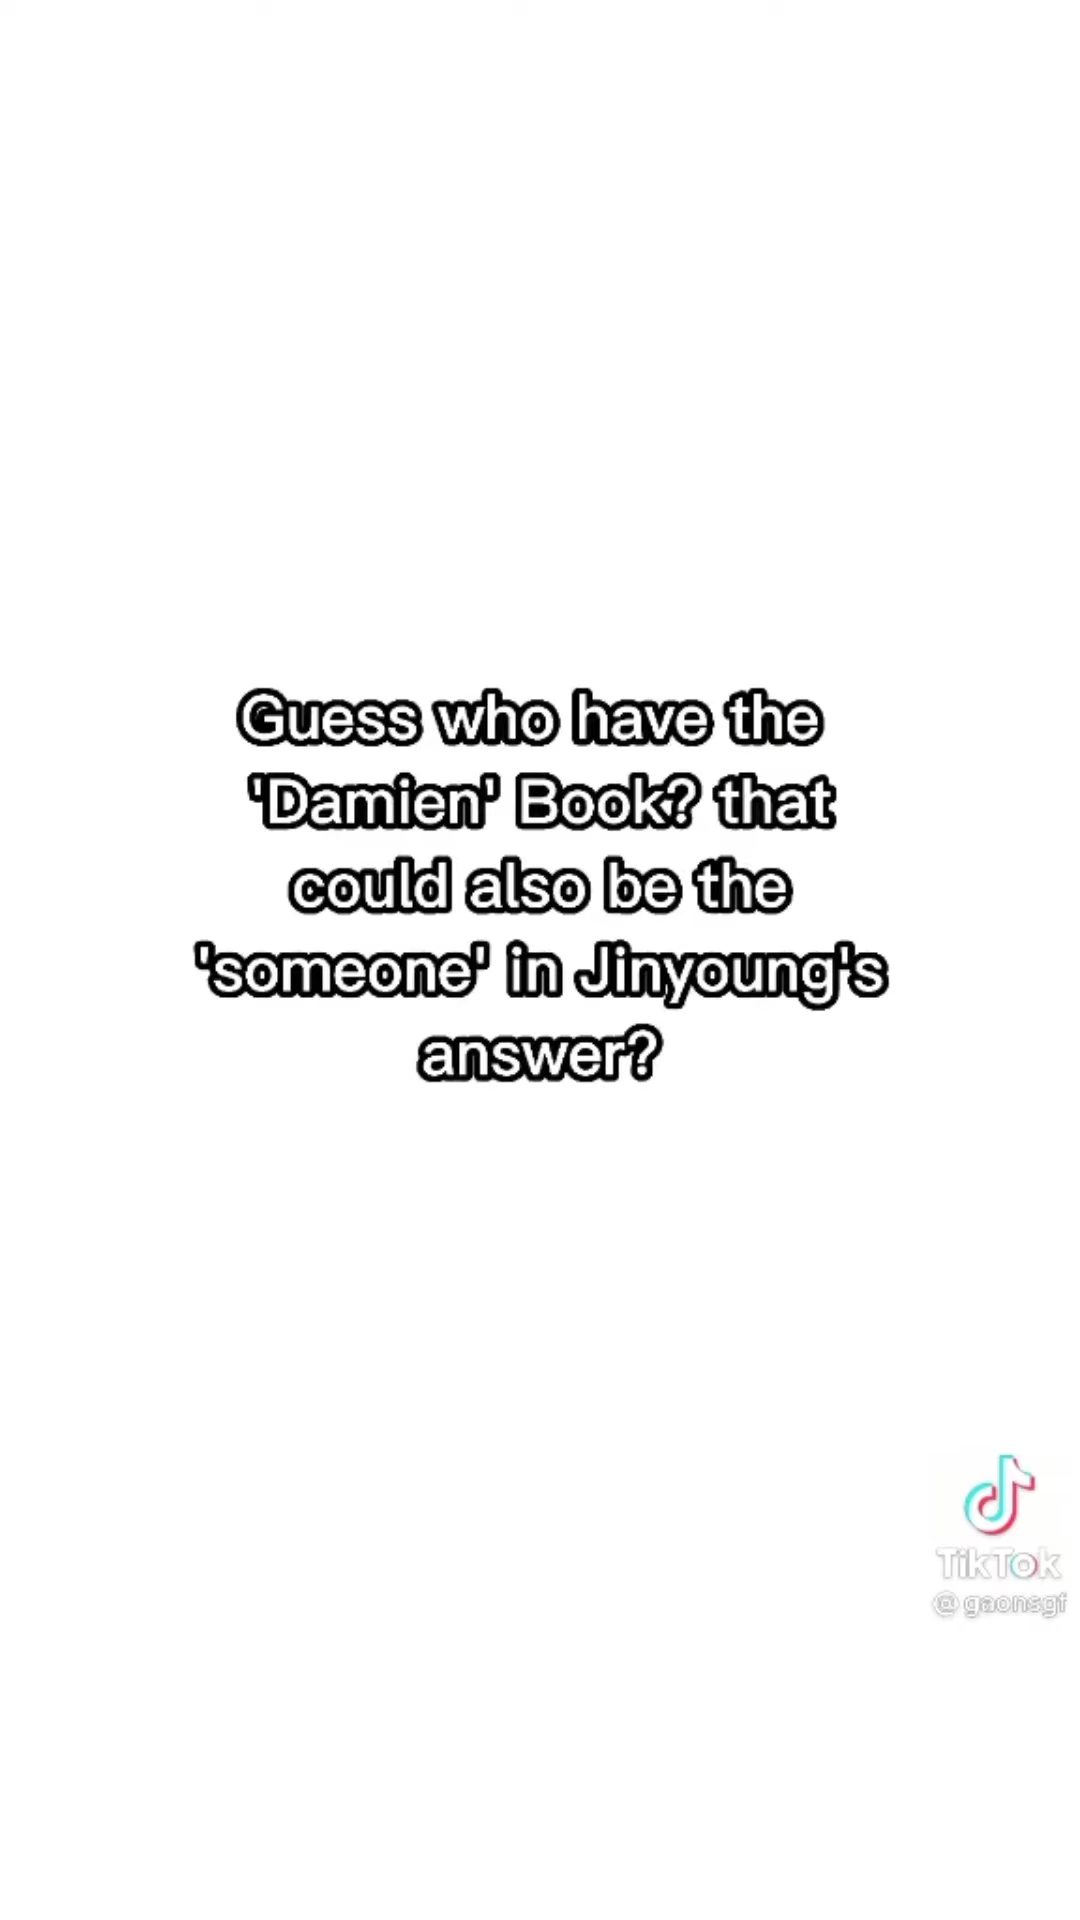 Guess who have the
'Damien' Book? that
could also be the
'someone' in Jinyoung's
answer?
TikTok
@gaonsgf